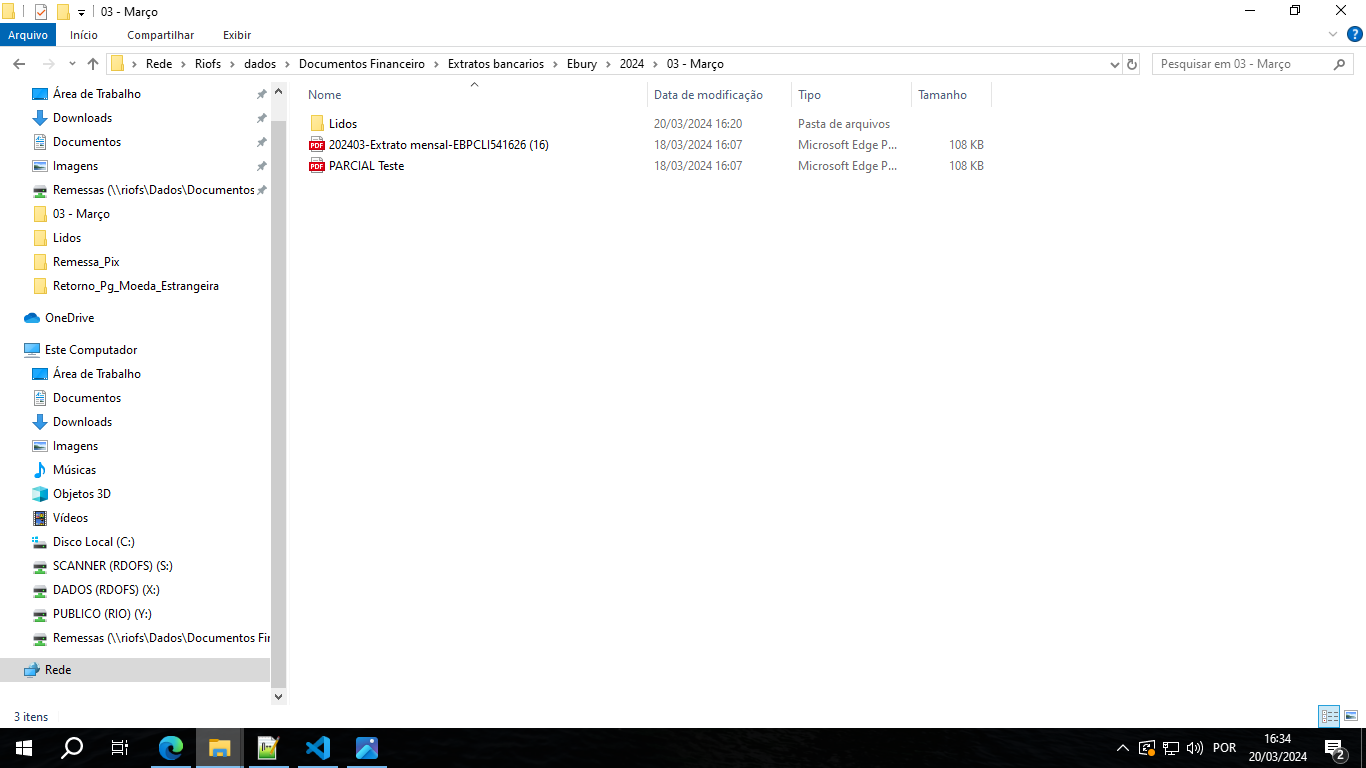 03 - Março
Arquivo Início Compartilhar Exibir
Rede Riofs dados Documentos Financeiro Extratos bancarios Ebury 2024 03 - Março
Pesquisar em 03 - Março
Área de Trabalho
Downloads
Documentos
Imagens
Remessas (\\riofs\Dados\Documentos
03 - Março
Lidos
Remessa_Pix
Retorno_Pg_Moeda_Estrangeira
OneDrive
Este Computador
Área de Trabalho
Documentos
Downloads
Imagens
Músicas
Objetos 3D
Vídeos
Disco Local (C:)
SCANNER (RDOFS) (S:)
DADOS (RDOFS) (X:)
PUBLICO (RIO) (Y:)
Remessas (\\riofs\Dados\Documentos Fin
Rede
Nome Data de modificação Tipo Tamanho
Lidos 20/03/2024 16:20 Pasta de arquivos
PDF 202403-Extrato mensal-EBPCLI541626 (16) 18/03/2024 16:07 Microsoft Edge P... 108 KB
PDF PARCIAL Teste 18/03/2024 16:07 Microsoft Edge P... 108 KB
3 itens
POR
16:34
20/03/2024
2